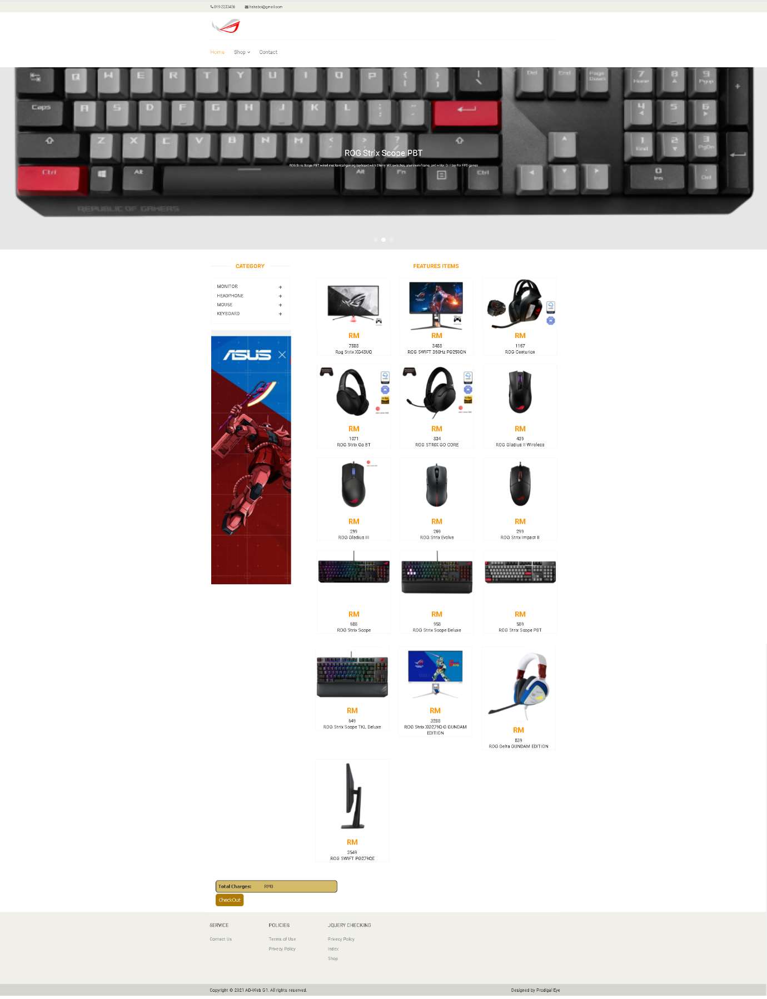 019-2233456 heheboi@gmail.com
Home Shop Contact
ROG Strix Scope PBT
ROG Strix Scope PBT wired mechanical gaming keyboard with Cherry MX switches, aluminum frame, and wider Ctrl key for FPS games
REPUBLIC OF GAMERS
CATEGORY
MONITOR +
HEADPHONE +
MOUSE +
KEYBOARD +
ASUS
FEATURES ITEMS
RM
7888
Rog Strix XG43UQ
RM
3488
ROG SWIFT 360Hz PG259QN
RM
1167
ROG Centurion
RM
1071
ROG Strix Go BT
RM
334
ROG STRIX GO CORE
RM
439
ROG Gladius II Wireless
RM
299
ROG Gladius III
RM
269
ROG Strix Evolve
RM
299
ROG Strix Impact II
RM
688
ROG Strix Scope
RM
958
ROG Strix Scope Deluxe
RM
589
ROG Strix Scope PBT
RM
649
ROG Strix Scope TKL Deluxe
RM
3288
ROG Strix XG279Q-G GUNDAM
EDITION
RM
839
ROG Delta GUNDAM EDITION
RM
3549
ROG SWIFT PG279QE
Total Charges: RM0
CheckOut
SERVICE
Contact Us
POLICIES
Terms of Use
Privecy Policy
JQUERY CHECKING
Privecy Policy
Index
Shop
Copyright © 2021 AD-Web G1. All rights reserved.
Designed by Prodigal Eye